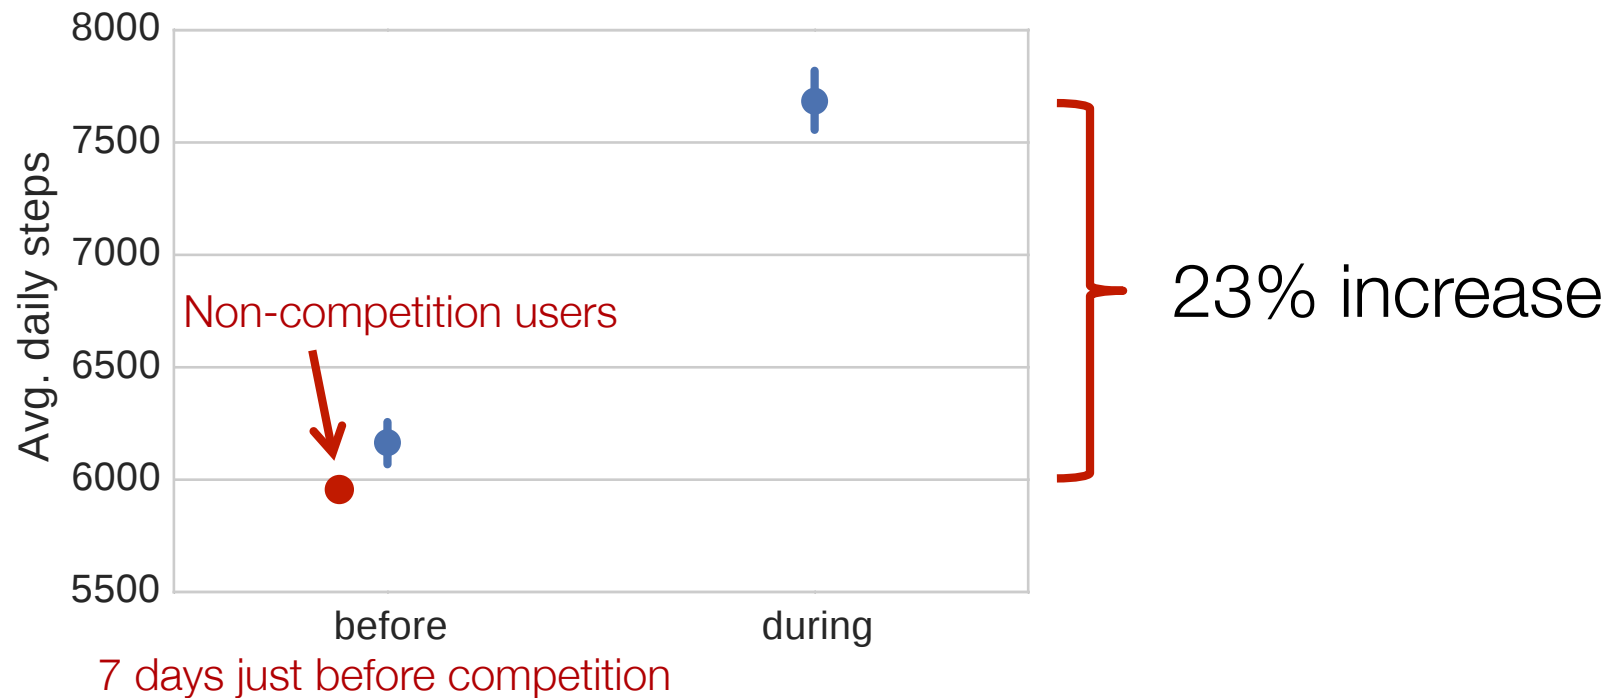 8000
7500
7000
6500
6000
5500
Avg. daily steps
Non-competition users
23% increase
before
during
7 days just before competition